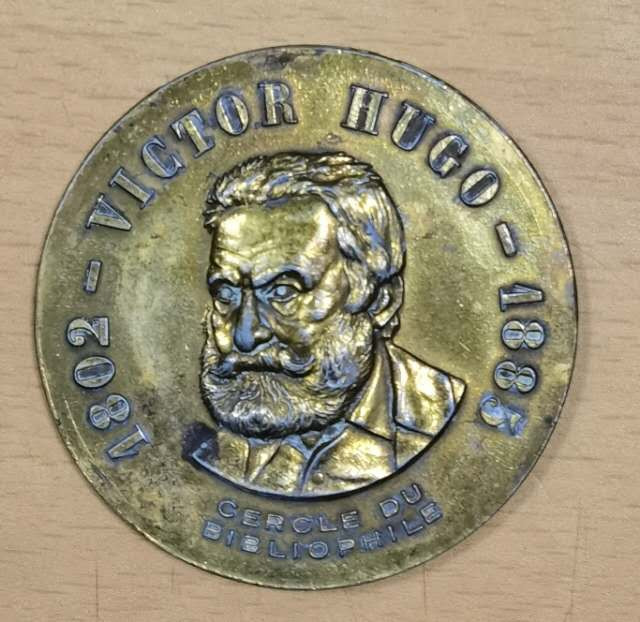 1802 - VICTOR HUGO - 1885
CERCLE DU
BIBLIOPHILE